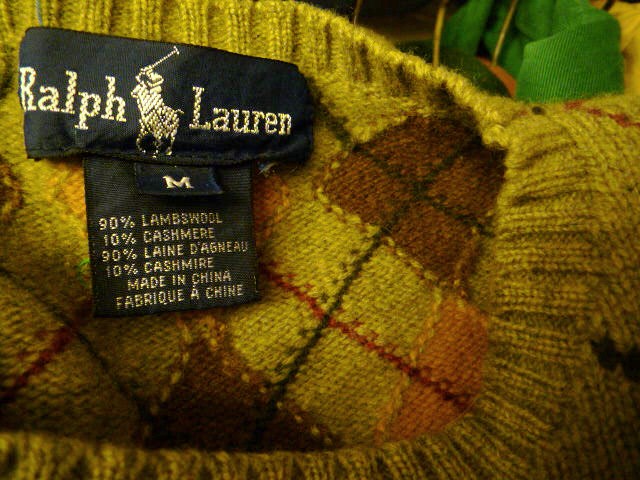 Ralph Lauren
M
90% LAMBSWOOL
10% CASHMERE
90% LAINE D'AGNEAU
10% CASHMIRE
MADE IN CHINA
FABRIQUE À CHINE